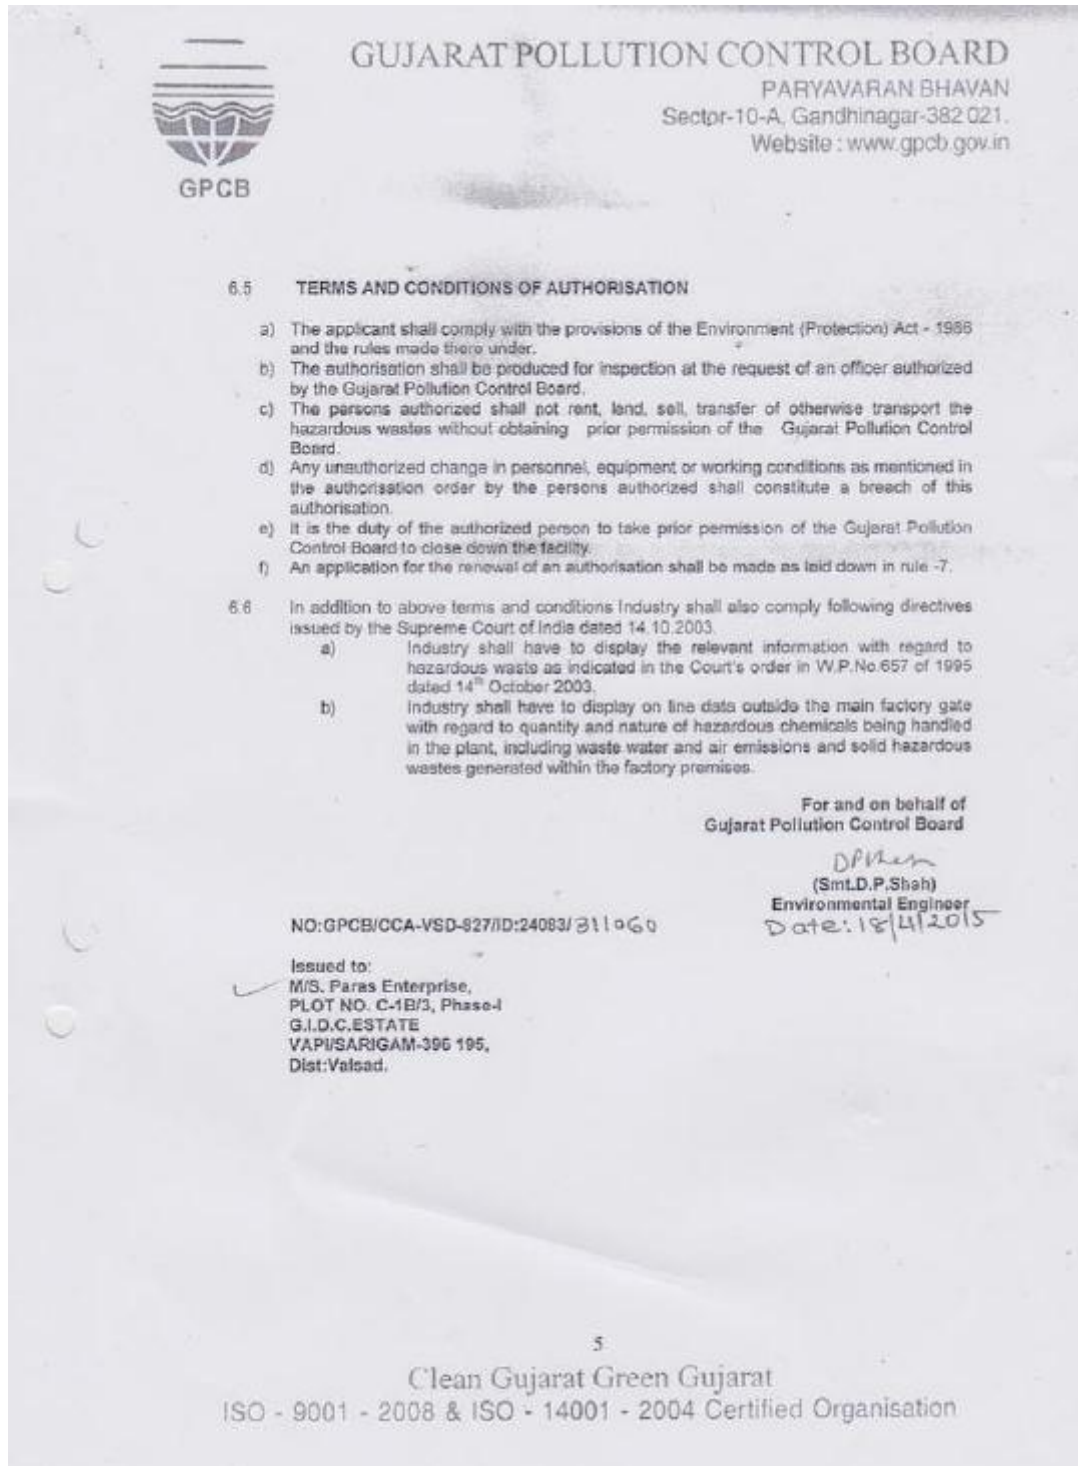 GUJARAT POLLUTION CONTROL BOARD
PARYAVARAN BHAVAN
Sector-10-A, Gandhinagar-382 021.
Website : www.gpcb.gov.in
GPCB
6.5 TERMS AND CONDITIONS OF AUTHORISATION
a) The applicant shall comply with the provisions of the Environment (Protection) Act - 1986
and the rules made there under.
b) The authorisation shall be produced for inspection at the request of an officer authorized
by the Gujarat Pollution Control Board.
c) The persons authorized shall not rent, lend, sell, transfer of otherwise transport the
hazardous wastes without obtaining prior permission of the Gujarat Pollution Control
Board.
d) Any unauthorized change in personnel, equipment or working conditions as mentioned in
the authorisation order by the persons authorized shall constitute a breach of this
authorisation.
e) It is the duty of the authorized person to take prior permission of the Gujarat Pollution
Control Board to close down the facility.
f) An application for the renewal of an authorisation shall be made as laid down in rule -7.
6.6 In addition to above terms and conditions Industry shall also comply following directives
issued by the Supreme Court of India dated 14.10.2003.
a) Industry shall have to display the relevant information with regard to
hazardous waste as indicated in the Court's order in W.P.No.657 of 1995
dated 14th October 2003.
b) Industry shall have to display on line data outside the main factory gate
with regard to quantity and nature of hazardous chemicals being handled
in the plant, including waste water and air emissions and solid hazardous
wastes generated within the factory premises.
For and on behalf of
Gujarat Pollution Control Board
(Smt.D.P.Shah)
Environmental Engineer
NO:GPCB/CCA-VSD-827/ID:24083/311060
Date: 18/4/2015
Issued to:
M/S. Paras Enterprise,
PLOT NO. C-1B/3, Phase-I
G.I.D.C.ESTATE
VAPI/SARIGAM-396 195,
Dist:Valsad.
5
Clean Gujarat Green Gujarat
ISO - 9001 - 2008 & ISO - 14001 - 2004 Certified Organisation